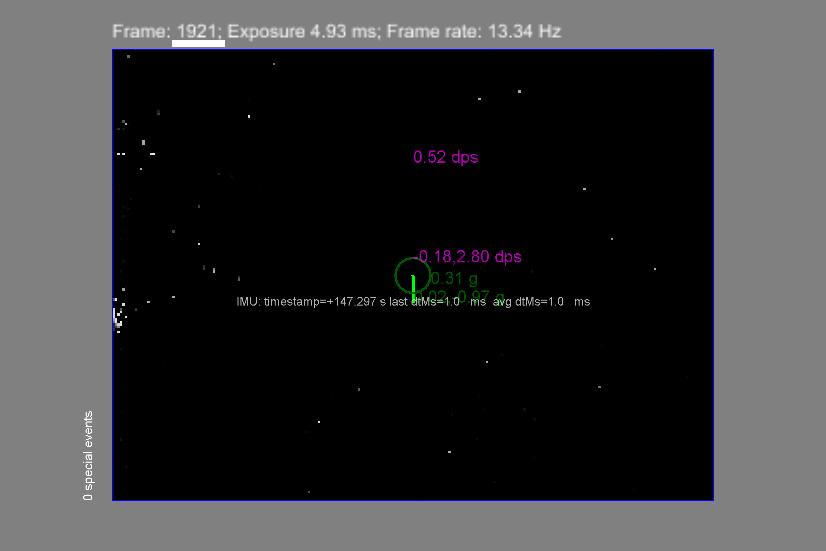 Frame: 1921; Exposure 4.93 ms; Frame rate: 13.34 Hz
0.52 dps
-0.18,2.80 dps
0.31 g
0.97 g
IMU: timestamp=+147.297 s last dtMs=1.0 ms avg dtMs=1.0 ms
0 special events